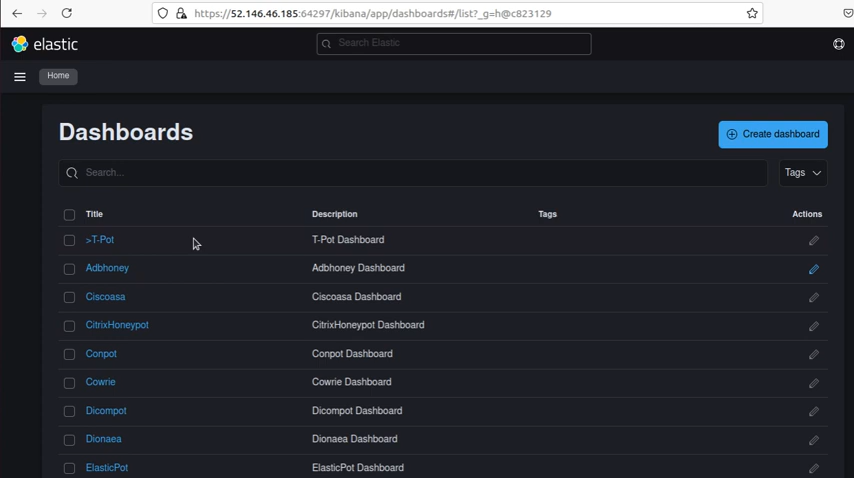 https://52.146.46.185:64297/kibana/app/dashboards#/list?_g=h@c823129
elastic
Search Elastic
Home
Dashboards
Create dashboard
Search...
Tags
Title Description Tags Actions
>T-Pot T-Pot Dashboard
Adbhoney Adbhoney Dashboard
Ciscoasa Ciscoasa Dashboard
CitrixHoneypot CitrixHoneypot Dashboard
Conpot Conpot Dashboard
Cowrie Cowrie Dashboard
Dicompot Dicompot Dashboard
Dionaea Dionaea Dashboard
ElasticPot ElasticPot Dashboard